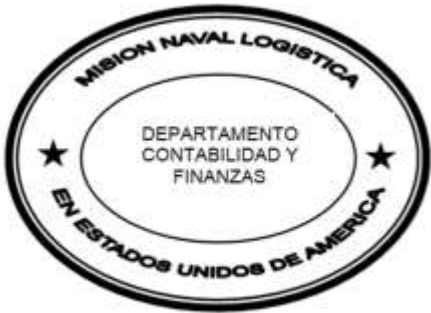 MISION NAVAL LOGISTICA
DEPARTAMENTO
CONTABILIDAD Y
FINANZAS
EN ESTADOS UNIDOS DE AMERICA